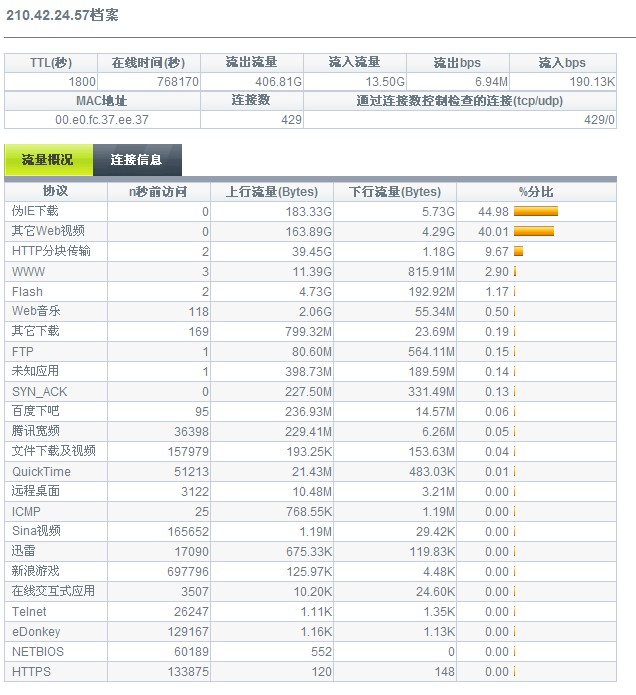 210.42.24.57档案
TTL(秒) 在线时间(秒) 流出流量 流入流量 流出bps 流入bps
1800 768170 406.81G 13.50G 6.94M 190.13K
MAC地址 连接数 通过连接数控制检查的连接(tcp/udp)
00.e0.fc.37.ee.37 429 429/0
流量概况 连接信息
协议 n秒前访问 上行流量(Bytes) 下行流量(Bytes) %分比
伪IE下载 0 183.33G 5.73G 44.98
其它Web视频 0 163.89G 4.29G 40.01
HTTP分块传输 2 39.45G 1.18G 9.67
WWW 3 11.39G 815.91M 2.90
Flash 2 4.73G 192.92M 1.17
Web音乐 118 2.06G 55.34M 0.50
其它下载 169 799.32M 23.69M 0.19
FTP 1 80.60M 564.11M 0.15
未知应用 1 398.73M 189.59M 0.14
SYN_ACK 0 227.50M 331.49M 0.13
百度下吧 95 236.93M 14.57M 0.06
腾讯宽频 36398 229.41M 6.26M 0.05
文件下载及视频 157979 193.25K 153.63M 0.04
QuickTime 51213 21.43M 483.03K 0.01
远程桌面 3122 10.48M 3.21M 0.00
ICMP 25 768.55K 1.19M 0.00
Sina视频 165652 1.19M 29.42K 0.00
迅雷 17090 675.33K 119.83K 0.00
新浪游戏 697796 125.97K 4.48K 0.00
在线交互式应用 3507 10.20K 24.60K 0.00
Telnet 26247 1.11K 1.35K 0.00
eDonkey 129167 1.16K 1.13K 0.00
NETBIOS 60189 552 0 0.00
HTTPS 133875 120 148 0.00